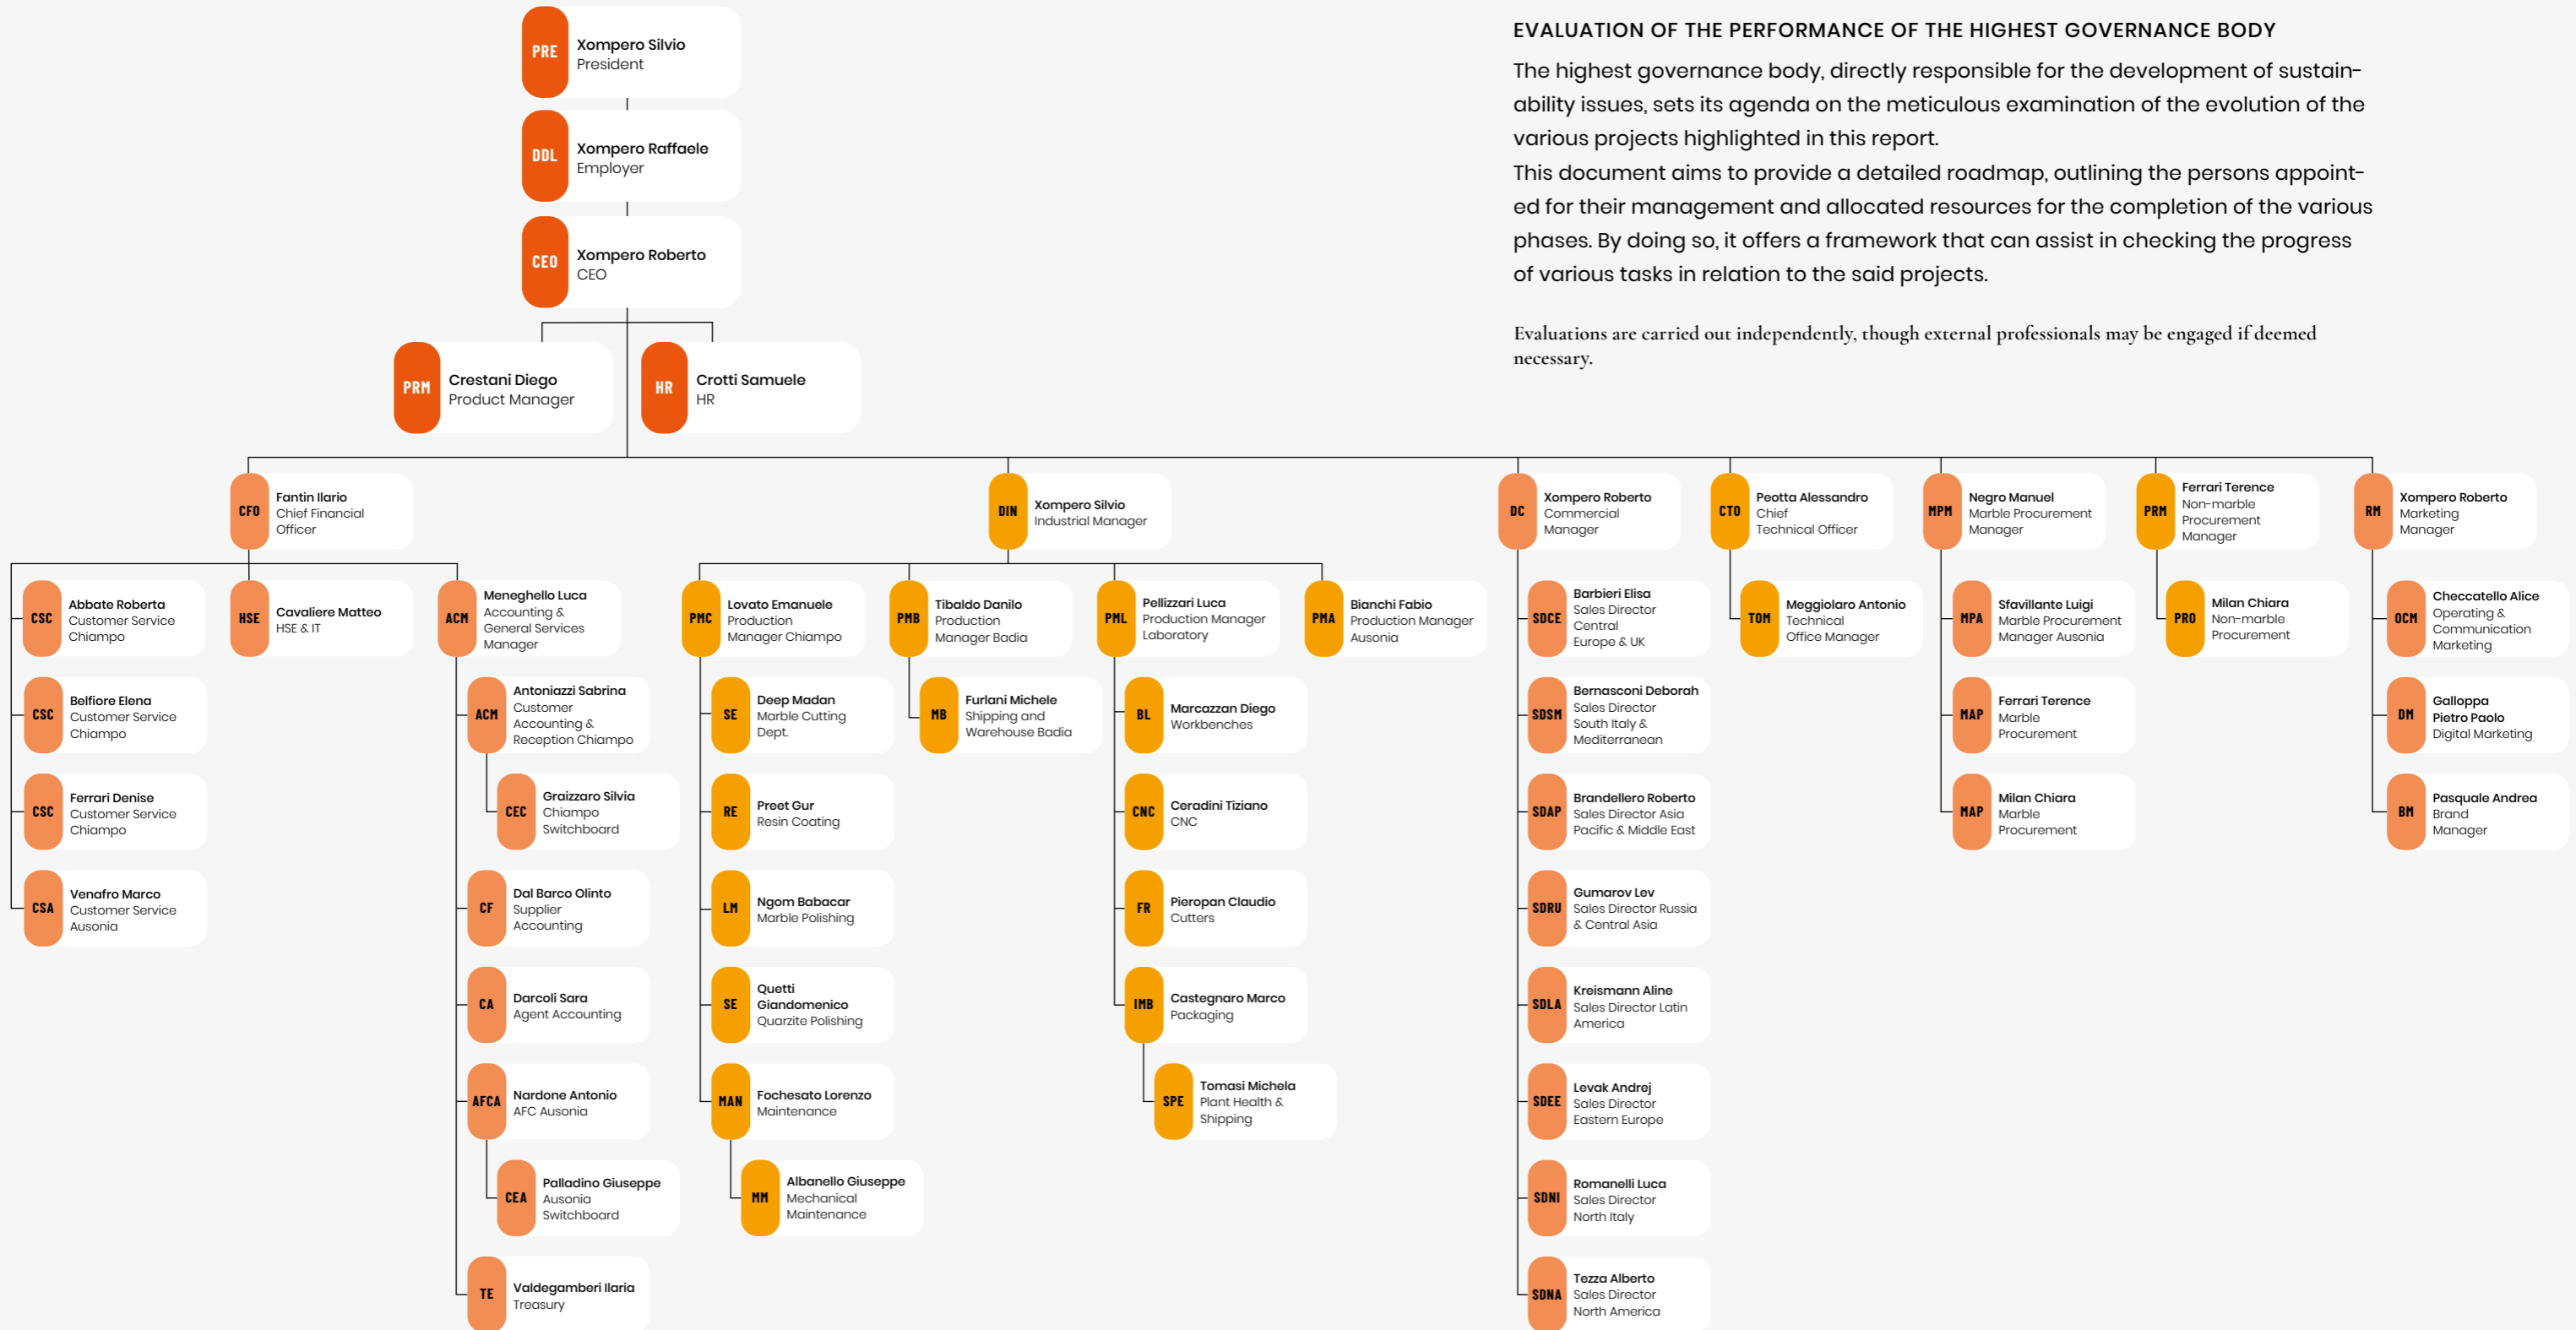 PRE
Xompero Silvio
President
DDL
Xompero Raffaele
Employer
CEO
Xompero Roberto
CEO
PRM
Crestani Diego
Product Manager
HR
Crotti Samuele
HR
EVALUATION OF THE PERFORMANCE OF THE HIGHEST GOVERNANCE BODY
The highest governance body, directly responsible for the development of sustain-
ability issues, sets its agenda on the meticulous examination of the evolution of the
various projects highlighted in this report.
This document aims to provide a detailed roadmap, outlining the persons appoint-
ed for their management and allocated resources for the completion of the various
phases. By doing so, it offers a framework that can assist in checking the progress
of various tasks in relation to the said projects.
Evaluations are carried out independently, though external professionals may be engaged if deemed
necessary.
CFO
Fantin Ilario
Chief Financial
Officer
CSC
Abbate Roberta
Customer Service
Chiampo
CSC
Belfiore Elena
Customer Service
Chiampo
CSC
Ferrari Denise
Customer Service
Chiampo
CSA
Venafro Marco
Customer Service
Ausonia
HSE
Cavaliere Matteo
HSE & IT
ACM
Meneghello Luca
Accounting &
General Services
Manager
ACM
Antoniazzi Sabrina
Customer
Accounting &
Reception Chiampo
CEC
Graizzaro Silvia
Chiampo
Switchboard
CF
Dal Barco Olinto
Supplier
Accounting
CA
Darcoli Sara
Agent Accounting
AFCA
Nardone Antonio
AFC Ausonia
CEA
Palladino Giuseppe
Ausonia
Switchboard
TE
Valdegamberi Ilaria
Treasury
DIN
Xompero Silvio
Industrial Manager
PMC
Lovato Emanuele
Production
Manager Chiampo
SE
Deep Madan
Marble Cutting
Dept.
RE
Preet Gur
Resin Coating
LM
Ngom Babacar
Marble Polishing
SE
Quetti
Giandomenico
Quarzite Polishing
MAN
Fochesato Lorenzo
Maintenance
MM
Albanello Giuseppe
Mechanical
Maintenance
PMB
Tibaldo Danilo
Production
Manager Badia
MB
Furlani Michele
Shipping and
Warehouse Badia
PML
Pellizzari Luca
Production Manager
Laboratory
BL
Marcazzan Diego
Workbenches
CNC
Ceradini Tiziano
CNC
FR
Pieropan Claudio
Cutters
IMB
Castegnaro Marco
Packaging
SPE
Tomasi Michela
Plant Health &
Shipping
PMA
Bianchi Fabio
Production Manager
Ausonia
DC
Xompero Roberto
Commercial
Manager
SDCE
Barbieri Elisa
Sales Director
Central
Europe & UK
SDSM
Bernasconi Deborah
Sales Director
South Italy &
Mediterranean
SDAP
Brandellero Roberto
Sales Director Asia
Pacific & Middle East
SDRU
Gumarov Lev
Sales Director Russia
& Central Asia
SDLA
Kreismann Aline
Sales Director Latin
America
SDEE
Levak Andrej
Sales Director
Eastern Europe
SDNI
Romanelli Luca
Sales Director
North Italy
SDNA
Tezza Alberto
Sales Director
North America
CTO
Peotta Alessandro
Chief
Technical Officer
TOM
Meggiolaro Antonio
Technical
Office Manager
MPM
Negro Manuel
Marble Procurement
Manager
MPA
Sfavillante Luigi
Marble Procurement
Manager Ausonia
MAP
Ferrari Terence
Marble
Procurement
MAP
Milan Chiara
Marble
Procurement
PRM
Ferrari Terence
Non-marble
Procurement
Manager
PRO
Milan Chiara
Non-marble
Procurement
RM
Xompero Roberto
Marketing
Manager
OCM
Checcatello Alice
Operating &
Communication
Marketing
DM
Galloppa
Pietro Paolo
Digital Marketing
BM
Pasquale Andrea
Brand
Manager